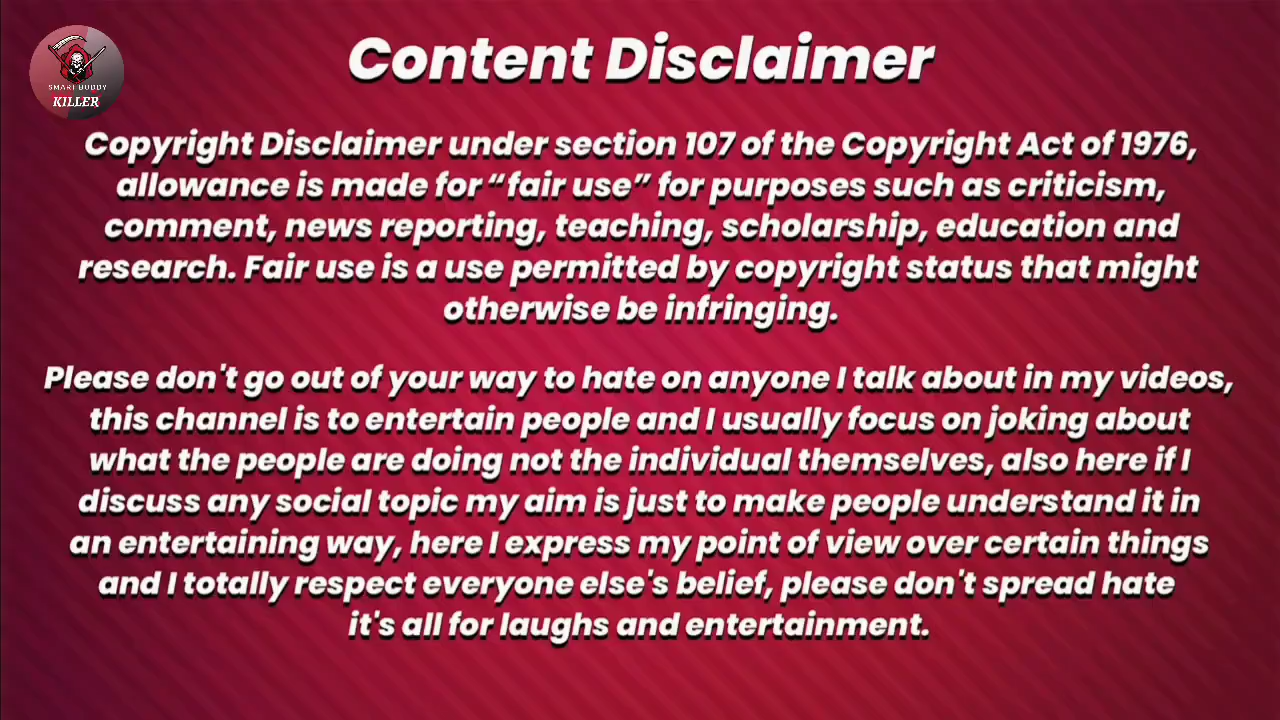 Content Disclaimer
SMART BUDDY
KILLER
Copyright Disclaimer under section 107 of the Copyright Act of 1976,
allowance is made for “fair use” for purposes such as criticism,
comment, news reporting, teaching, scholarship, education and
research. Fair use is a use permitted by copyright status that might
otherwise be infringing.
Please don't go out of your way to hate on anyone I talk about in my videos,
this channel is to entertain people and I usually focus on joking about
what the people are doing not the individual themselves, also here if I
discuss any social topic my aim is just to make people understand it in
an entertaining way, here I express my point of view over certain things
and I totally respect everyone else's belief, please don't spread hate
it's all for laughs and entertainment.